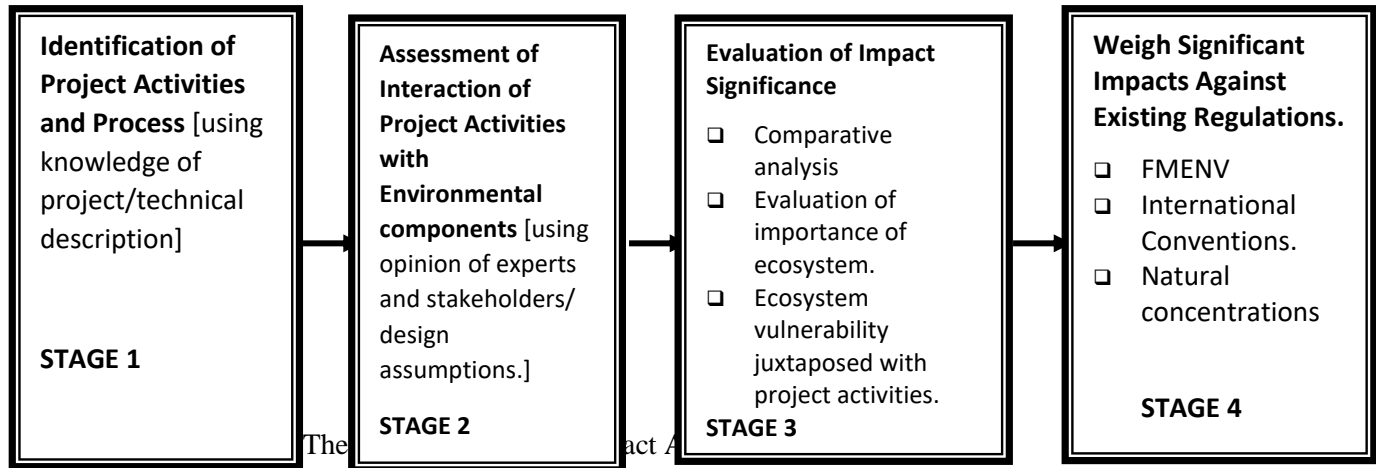 Identification of
Project Activities
and Process [using
knowledge of
project/technical
description]
STAGE 1
Assessment of
Interaction of
Project Activities
with
Environmental
components [using
opinion of experts
and stakeholders/
design
assumptions.]
STAGE 2
Evaluation of Impact
Significance
❑ Comparative
analysis
❑ Evaluation of
importance of
ecosystem.
❑ Ecosystem
vulnerability
juxtaposed with
project activities.
STAGE 3
Weigh Significant
Impacts Against
Existing Regulations.
❑ FMENV
❑ International
Conventions.
❑ Natural
concentrations
STAGE 4
The